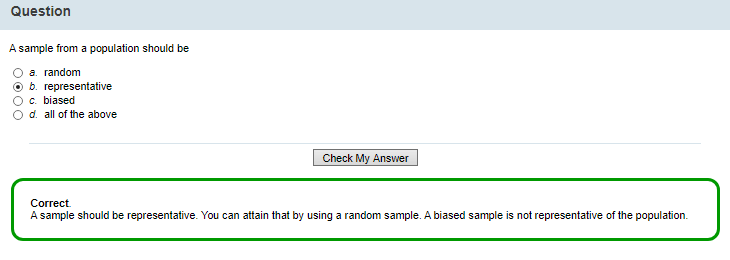 Question
A sample from a population should be
a. random
b. representative
c. biased
d. all of the above
Check My Answer
Correct.
A sample should be representative. You can attain that by using a random sample. A biased sample is not representative of the population.